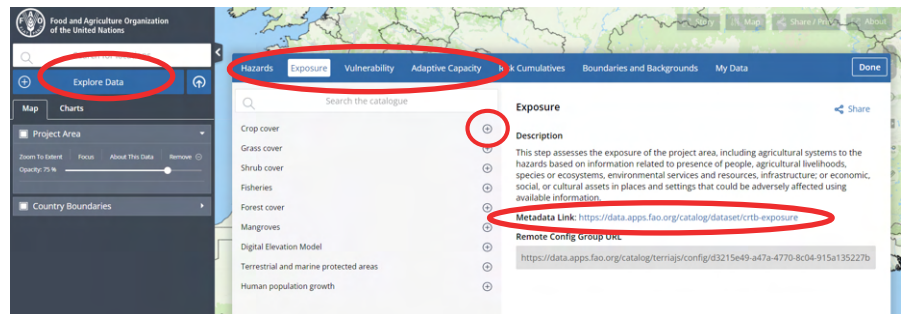 Food and Agriculture Organization
of the United Nations
Explore Data
Map Charts
Project Area
Zoom To Extent Focus About This Data Remove
Opacity: 75 %
Country Boundaries
Story Map Share / Print About
Hazards Exposure Vulnerability Adaptive Capacity Risk Cumulatives Boundaries and Backgrounds My Data Done
Search the catalogue
Crop cover
Grass cover
Shrub cover
Fisheries
Forest cover
Mangroves
Digital Elevation Model
Terrestrial and marine protected areas
Human population growth
Exposure
Share
Description
This step assesses the exposure of the project area, including agricultural systems to the
hazards based on information related to presence of people, agricultural livelihoods,
species or ecosystems, environmental services and resources, infrastructure; or economic,
social, or cultural assets in places and settings that could be adversely affected using
available information.
Metadata Link: https://data.apps.fao.org/catalog/dataset/crtb-exposure
Remote Config Group URL
https://data.apps.fao.org/catalog/terriajs/config/d3215e49-a47a-4770-8c04-915a135227b